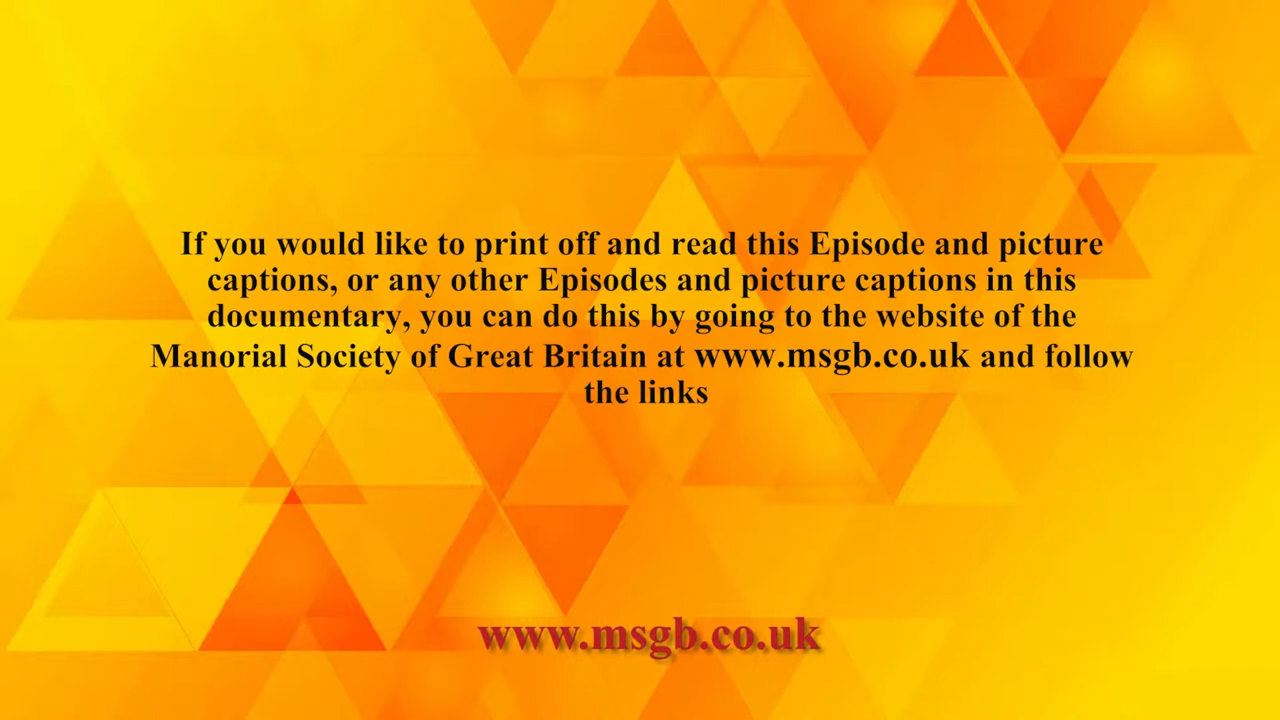 If you would like to print off and read this Episode and picture
captions, or any other Episodes and picture captions in this
documentary, you can do this by going to the website of the
Manorial Society of Great Britain at www.msgb.co.uk and follow
the links
www.msgb.co.uk